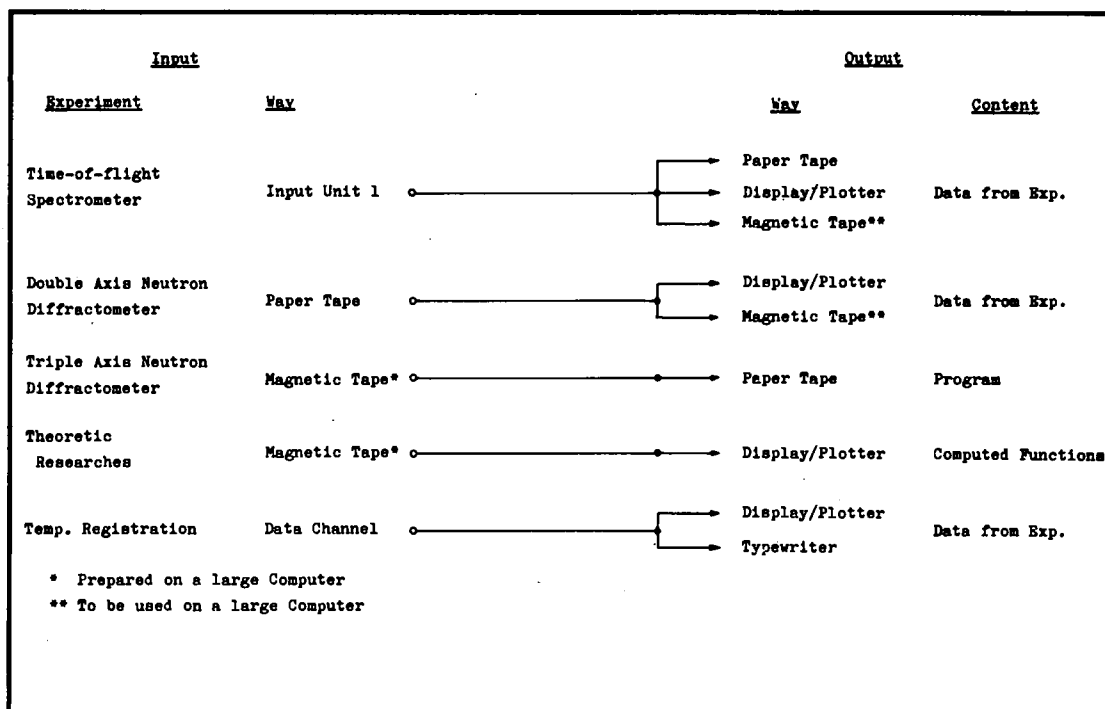 Input Output
Experiment Way Way Content
Paper Tape
Time-of-flight
Spectrometer Input Unit 1 Display/Plotter Data from Exp.
Magnetic Tape**
Double Axis Neutron Display/Plotter
Diffractometer Paper Tape Data from Exp.
Magnetic Tape**
Triple Axis Neutron
Diffractometer Magnetic Tape* Paper Tape Program
Theoretic
Researches Magnetic Tape* Display/Plotter Computed Functions
Display/Plotter
Temp. Registration Data Channel Data from Exp.
Typewriter
* Prepared on a large Computer
** To be used on a large Computer